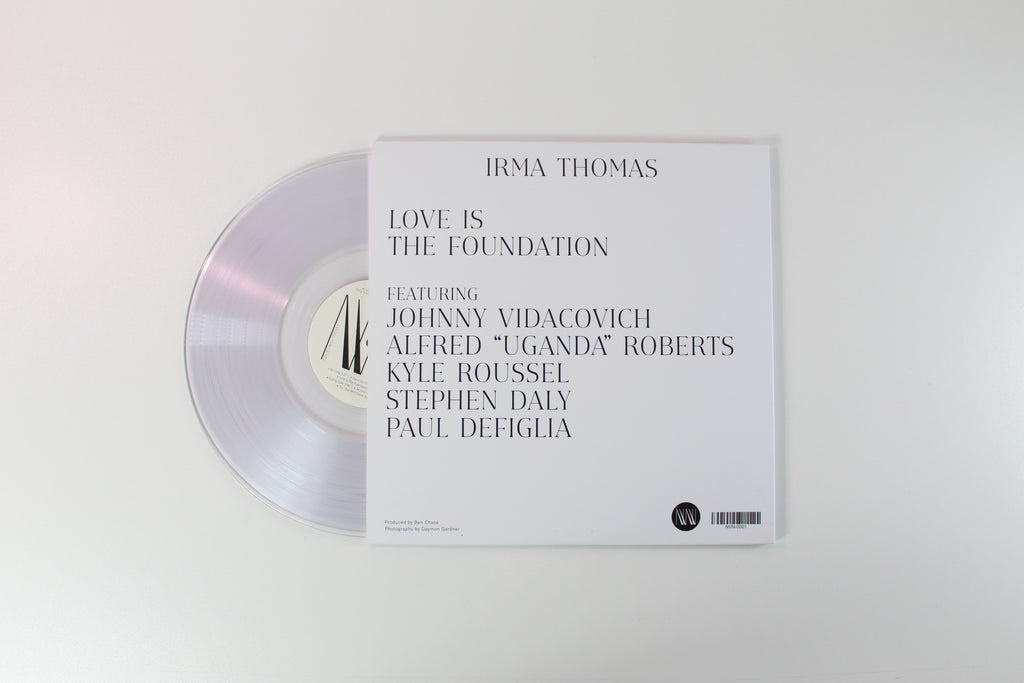 IRMA THOMAS
LOVE IS
THE FOUNDATION
FEATURING
JOHNNY VIDACOVICH
ALFRED “UGANDA” ROBERTS
KYLE ROUSSEL
STEPHEN DALY
PAUL DEFIGLIA
Produced by Ben Chace
Photography by Daymon Gardner